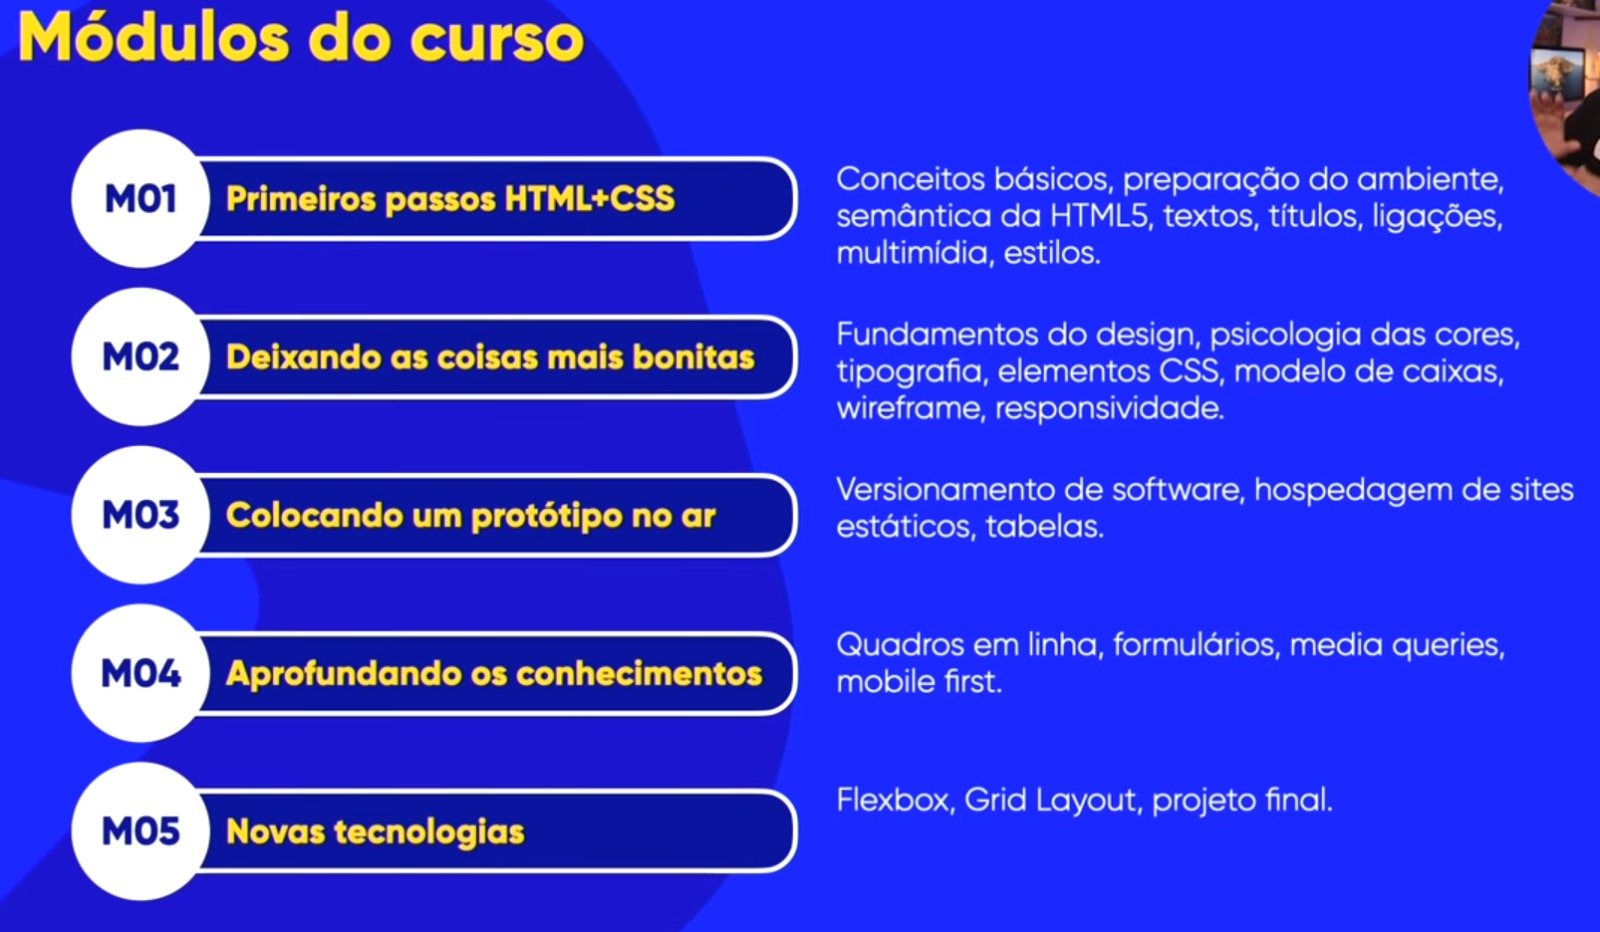 Módulos do curso
M01
Primeiros passos HTML+CSS
Conceitos básicos, preparação do ambiente,
semântica da HTML5, textos, títulos, ligações,
multimídia, estilos.
M02
Deixando as coisas mais bonitas
Fundamentos do design, psicologia das cores,
tipografia, elementos CSS, modelo de caixas,
wireframe, responsividade.
M03
Colocando um protótipo no ar
Versionamento de software, hospedagem de sites
estáticos, tabelas.
M04
Aprofundando os conhecimentos
Quadros em linha, formulários, media queries,
mobile first.
M05
Novas tecnologias
Flexbox, Grid Layout, projeto final.